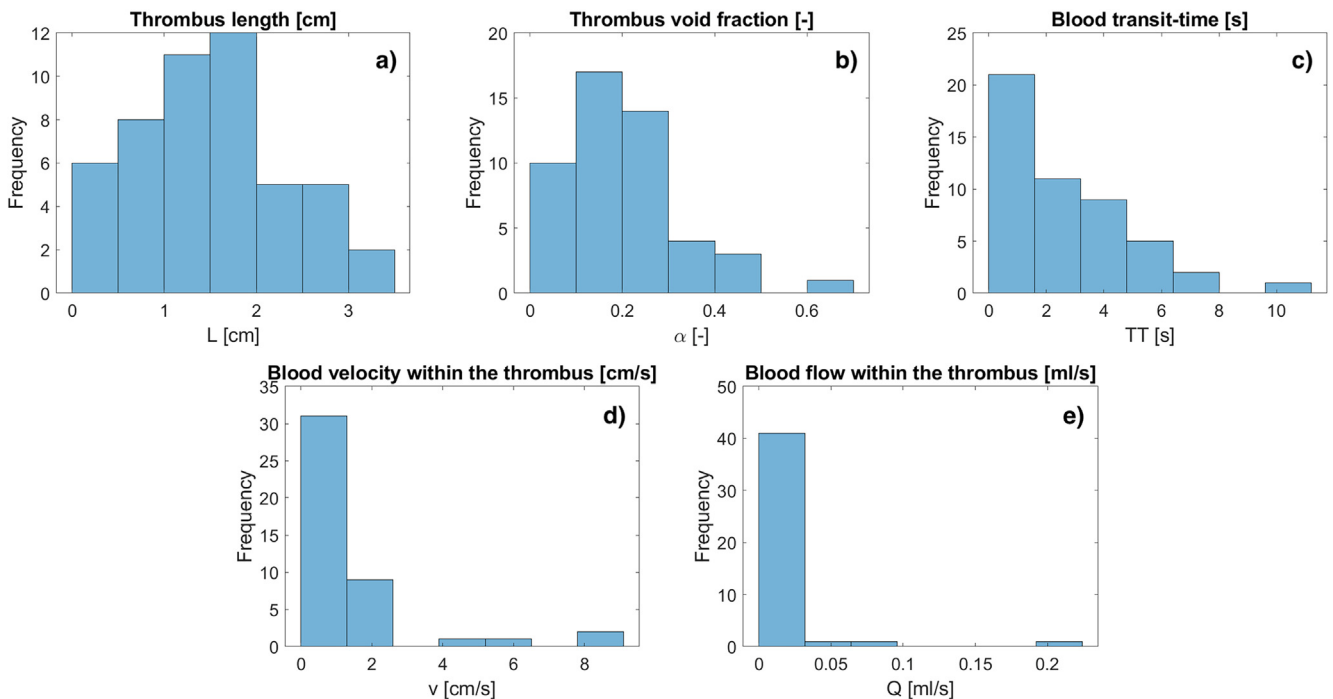 Thrombus length [cm]
a)
Frequency
12
10
8
6
4
2
0
0 1 2 3
L [cm]
Thrombus void fraction [-]
b)
Frequency
20
15
10
5
0
0 0.2 0.4 0.6
α [-]
Blood transit-time [s]
c)
Frequency
25
20
15
10
5
0
0 2 4 6 8 10
TT [s]
Blood velocity within the thrombus [cm/s]
d)
Frequency
35
30
25
20
15
10
5
0
0 2 4 6 8
v [cm/s]
Blood flow within the thrombus [ml/s]
e)
Frequency
50
40
30
20
10
0
0 0.05 0.1 0.15 0.2
Q [ml/s]